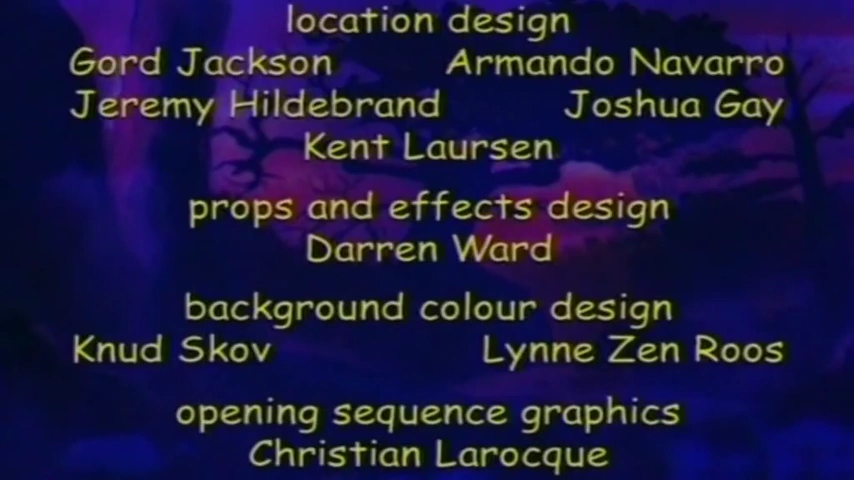 location design
Gord Jackson Armando Navarro
Jeremy Hildebrand Joshua Gay
Kent Laursen
props and effects design
Darren Ward
background colour design
Knud Skov Lynne Zen Roos
opening sequence graphics
Christian Larocque